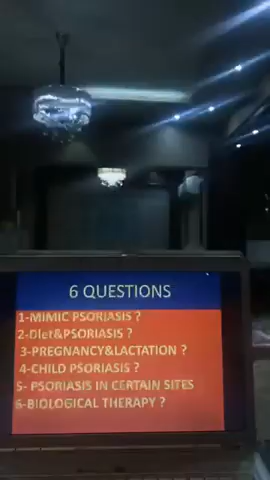 6 QUESTIONS
1-MIMIC PSORIASIS ?
2-Diet&PSORIASIS ?
3-PREGNANCY&LACTATION ?
4-CHILD PSORIASIS ?
5- PSORIASIS IN CERTAIN SITES
6-BIOLOGICAL THERAPY ?